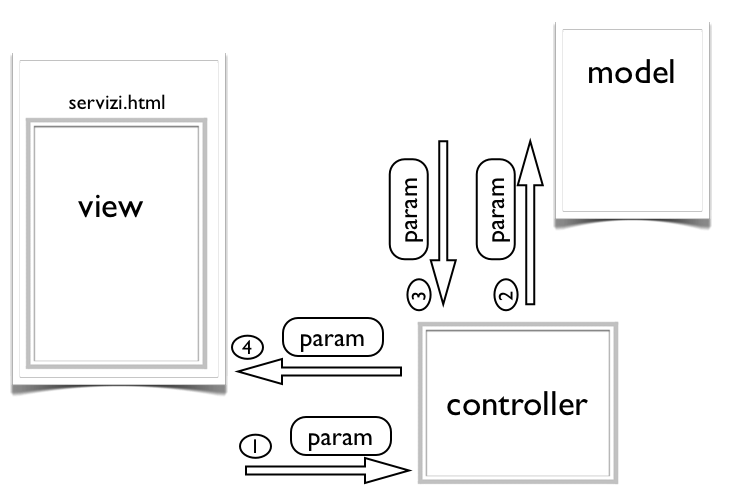 model
servizi.html
view
param
param
3
2
4
param
controller
1
param